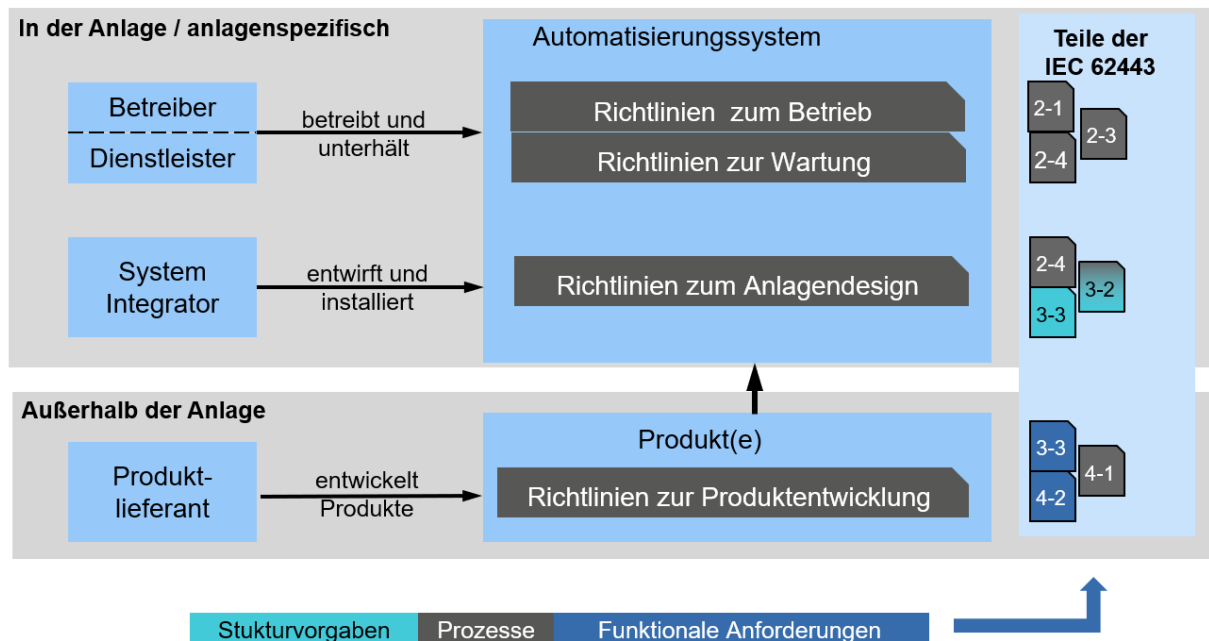 In der Anlage / anlagenspezifisch
Automatisierungssystem
Teile der
IEC 62443
Betreiber
Dienstleister
betreibt und
unterhält
Richtlinien zum Betrieb
Richtlinien zur Wartung
2-1
2-3
2-4
System
Integrator
entwirft und
installiert
Richtlinien zum Anlagendesign
2-4
3-2
3-3
Außerhalb der Anlage
Produkt(e)
Produkt-
lieferant
entwickelt
Produkte
Richtlinien zur Produktentwicklung
3-3
4-1
4-2
Stukturvorgaben
Prozesse
Funktionale Anforderungen